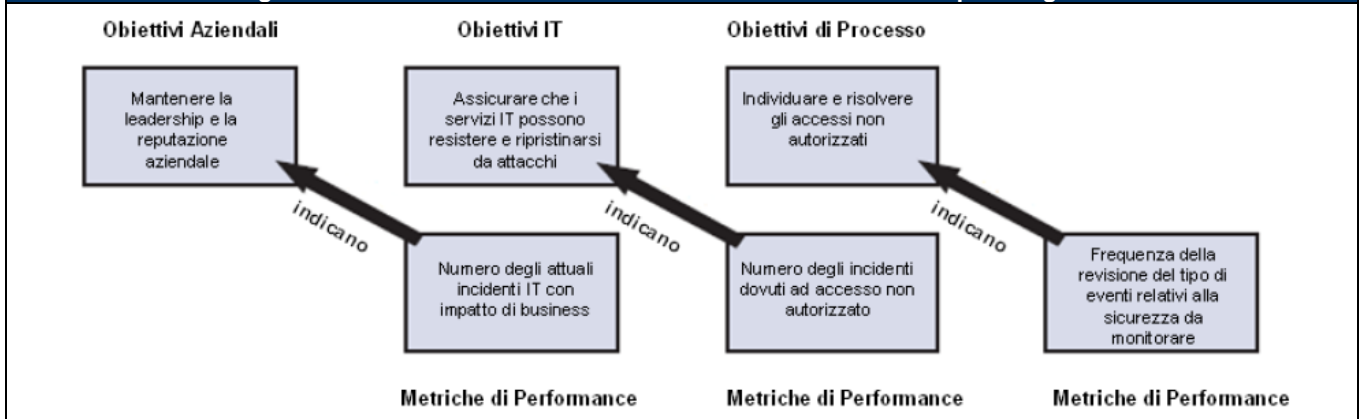 Obiettivi Aziendali
Obiettivi IT
Obiettivi di Processo
Mantenere la
leadership e la
reputazione
aziendale
Assicurare che i
servizi IT possono
resistere e ripristinarsi
da attacchi
Individuare e risolvere
gli accessi non
autorizzati
indicano
indicano
indicano
Numero degli attuali
incidenti IT con
impatto di business
Numero degli incidenti
dovuti ad accesso non
autorizzato
Frequenza della
revisione del tipo di
eventi relativi alla
sicurezza da
monitorare
Metriche di Performance
Metriche di Performance
Metriche di Performance